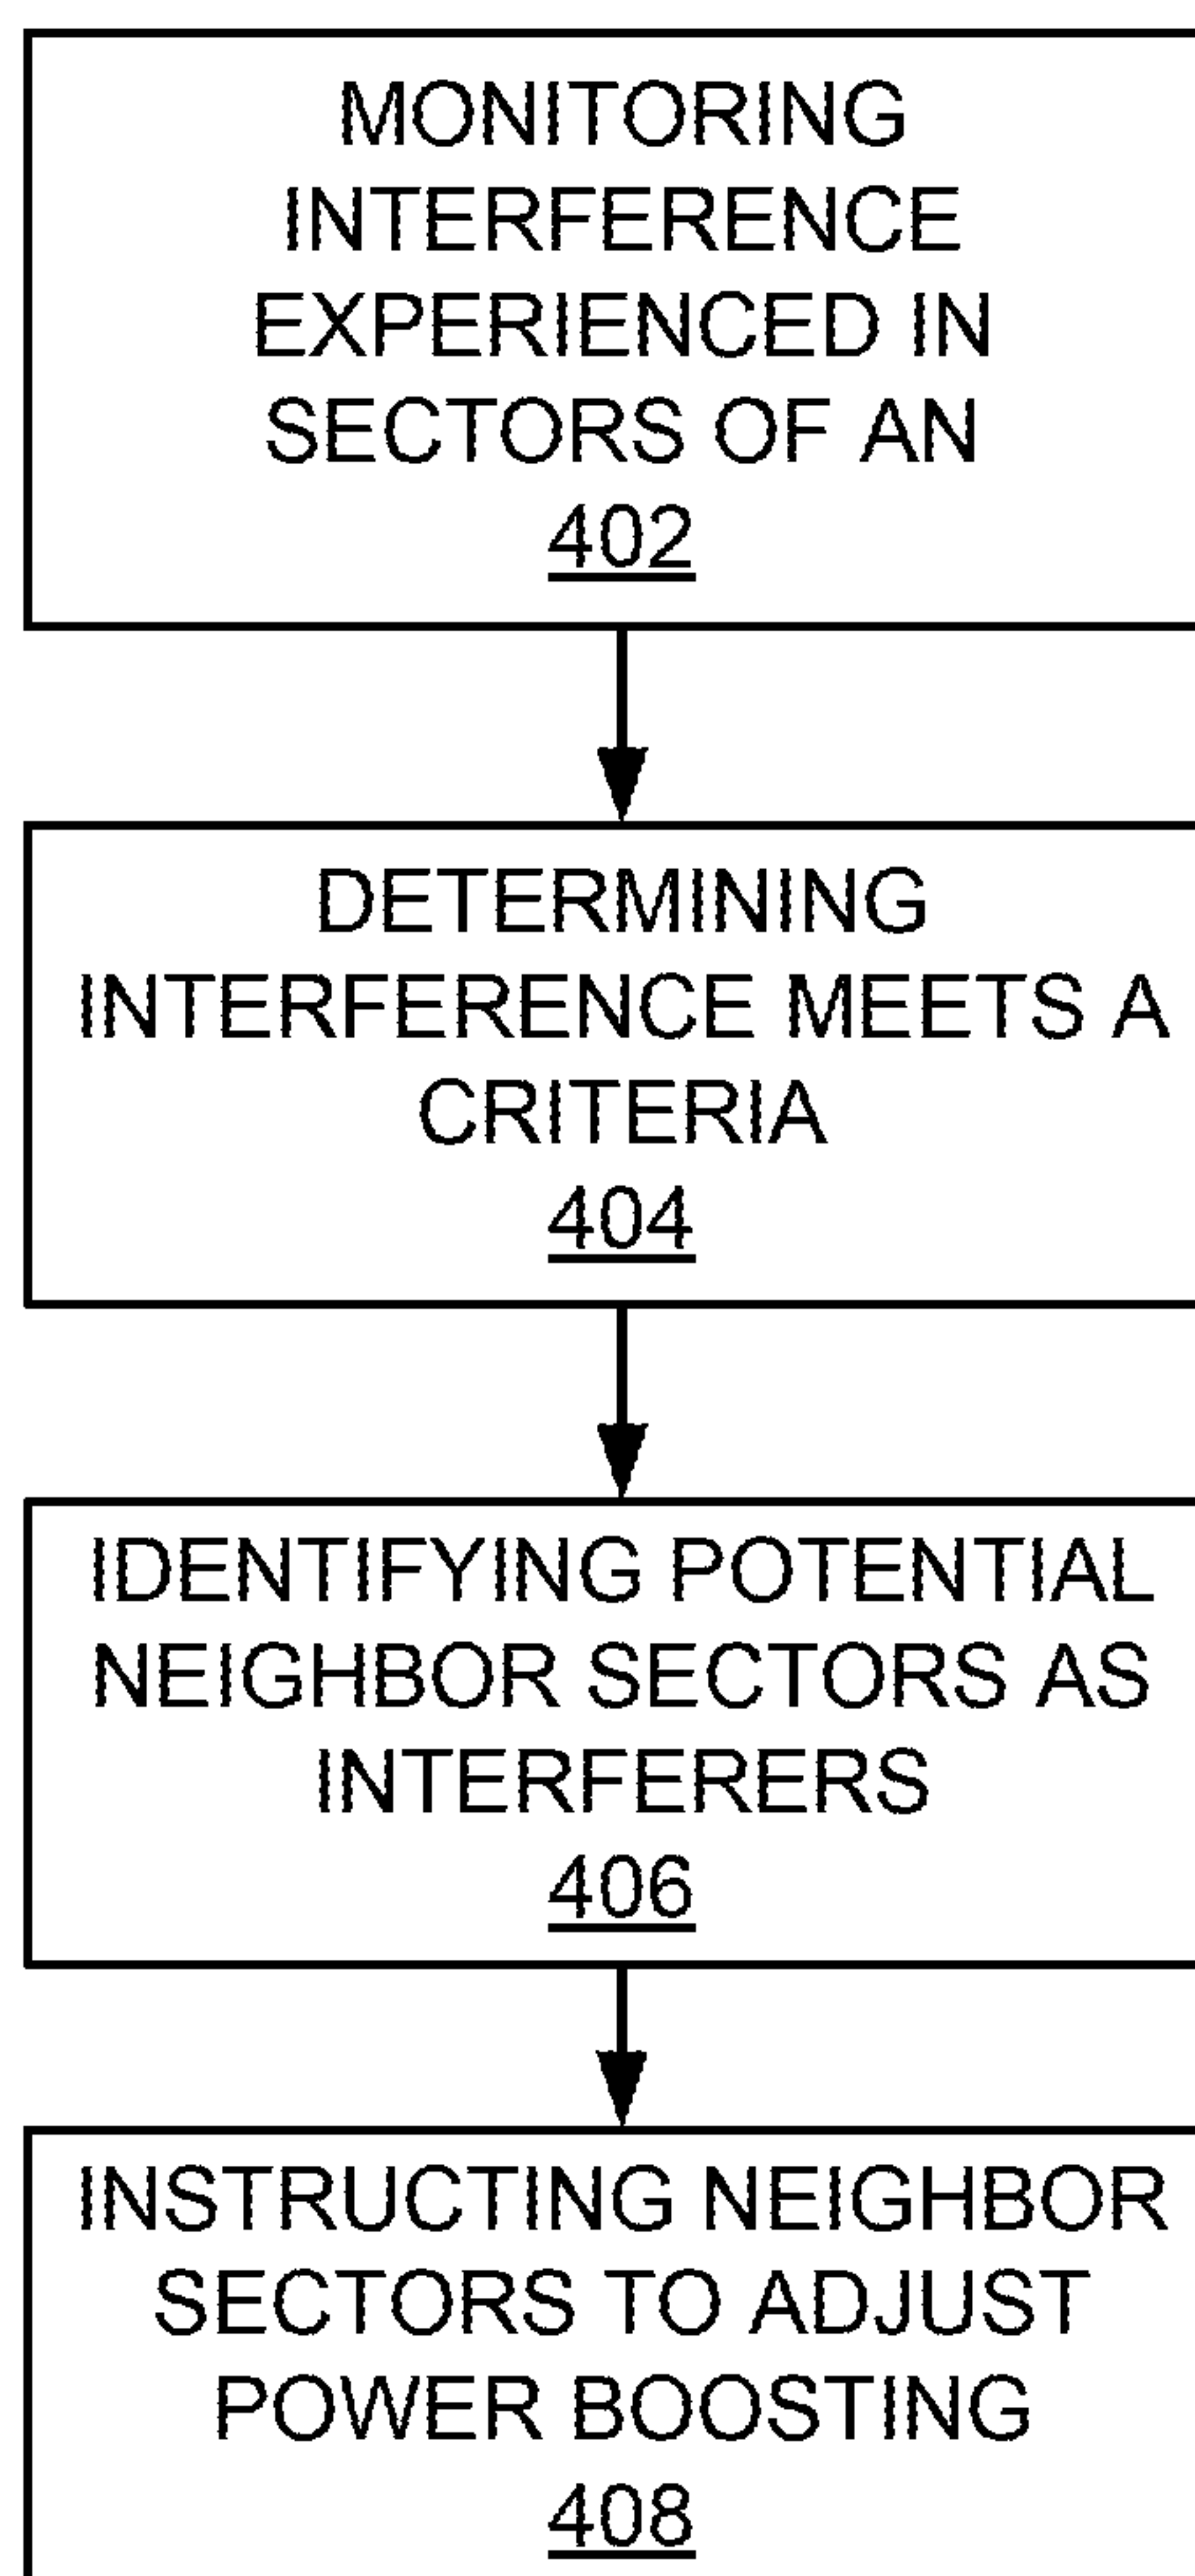 MONITORING
INTERFERENCE
EXPERIENCED IN
SECTORS OF AN
402
DETERMINING
INTERFERENCE MEETS A
CRITERIA
404
IDENTIFYING POTENTIAL
NEIGHBOR SECTORS AS
INTERFERERS
406
INSTRUCTING NEIGHBOR
SECTORS TO ADJUST
POWER BOOSTING
408